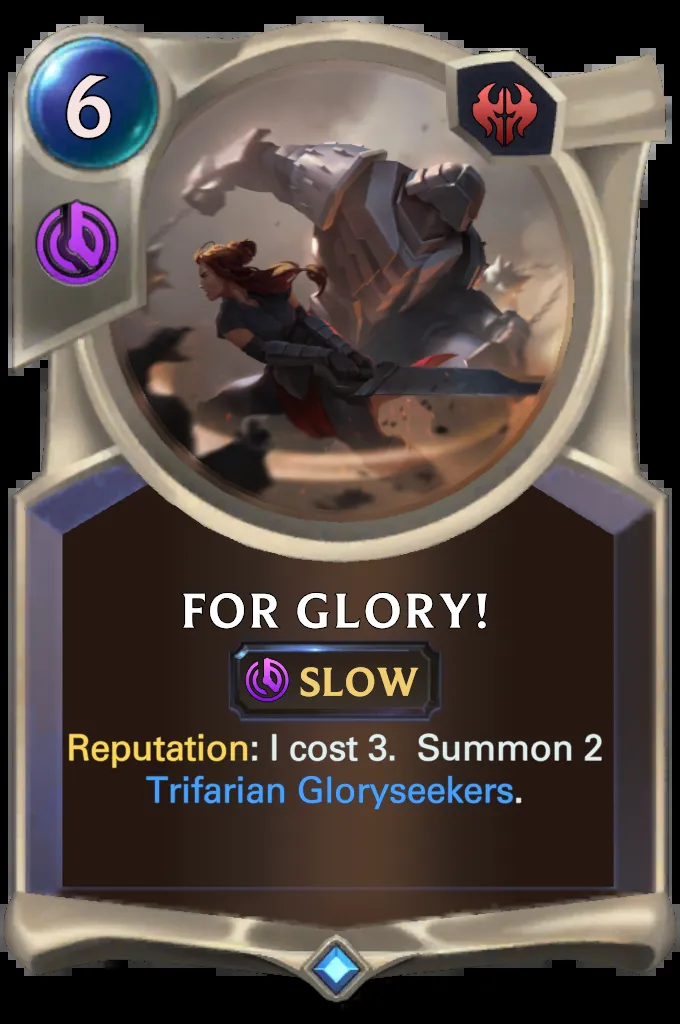 6
FOR GLORY!
SLOW
Reputation: I cost 3. Summon 2
Trifarian Gloryseekers.